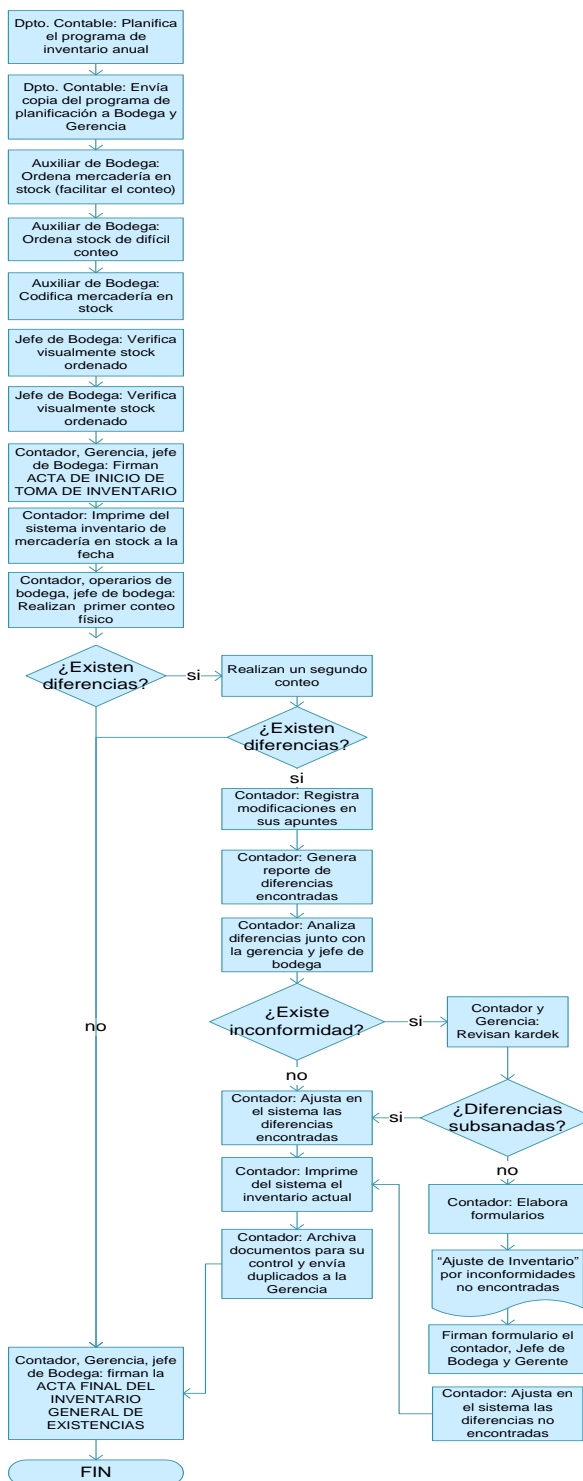 Dpto. Contable: Planifica
el programa de
inventario anual
Dpto. Contable: Envía
copia del programa de
planificación a Bodega y
Gerencia
Auxiliar de Bodega:
Ordena mercadería en
stock (facilitar el conteo)
Auxiliar de Bodega:
Ordena stock de difícil
conteo
Auxiliar de Bodega:
Codifica mercadería en
stock
Jefe de Bodega: Verifica
visualmente stock
ordenado
Jefe de Bodega: Verifica
visualmente stock
ordenado
Contador, Gerencia, jefe
de Bodega: Firman
ACTA DE INICIO DE
TOMA DE INVENTARIO
Contador: Imprime del
sistema inventario de
mercadería en stock a la
fecha
Contador, operarios de
bodega, jefe de bodega:
Realizan primer conteo
físico
¿Existen
diferencias?
si
Realizan un segundo
conteo
¿Existen
diferencias?
si
Contador: Registra
modificaciones en
sus apuntes
Contador: Genera
reporte de
diferencias
encontradas
Contador: Analiza
diferencias junto con
la gerencia y jefe de
bodega
no
¿Existe
inconformidad?
si
Contador y
Gerencia:
Revisan kardek
no
Contador: Ajusta en
el sistema las
diferencias
encontradas
si
¿Diferencias
subsanadas?
no
Contador: Imprime
del sistema el
inventario actual
Contador: Elabora
formularios
Contador: Archiva
documentos para su
control y envía
duplicados a la
Gerencia
“Ajuste de Inventario”
por inconformidades
no encontradas
Firman formulario el
contador, Jefe de
Bodega y Gerente
Contador: Ajusta en
el sistema las
diferencias no
encontradas
Contador, Gerencia, jefe
de Bodega: firman la
ACTA FINAL DEL
INVENTARIO
GENERAL DE
EXISTENCIAS
FIN